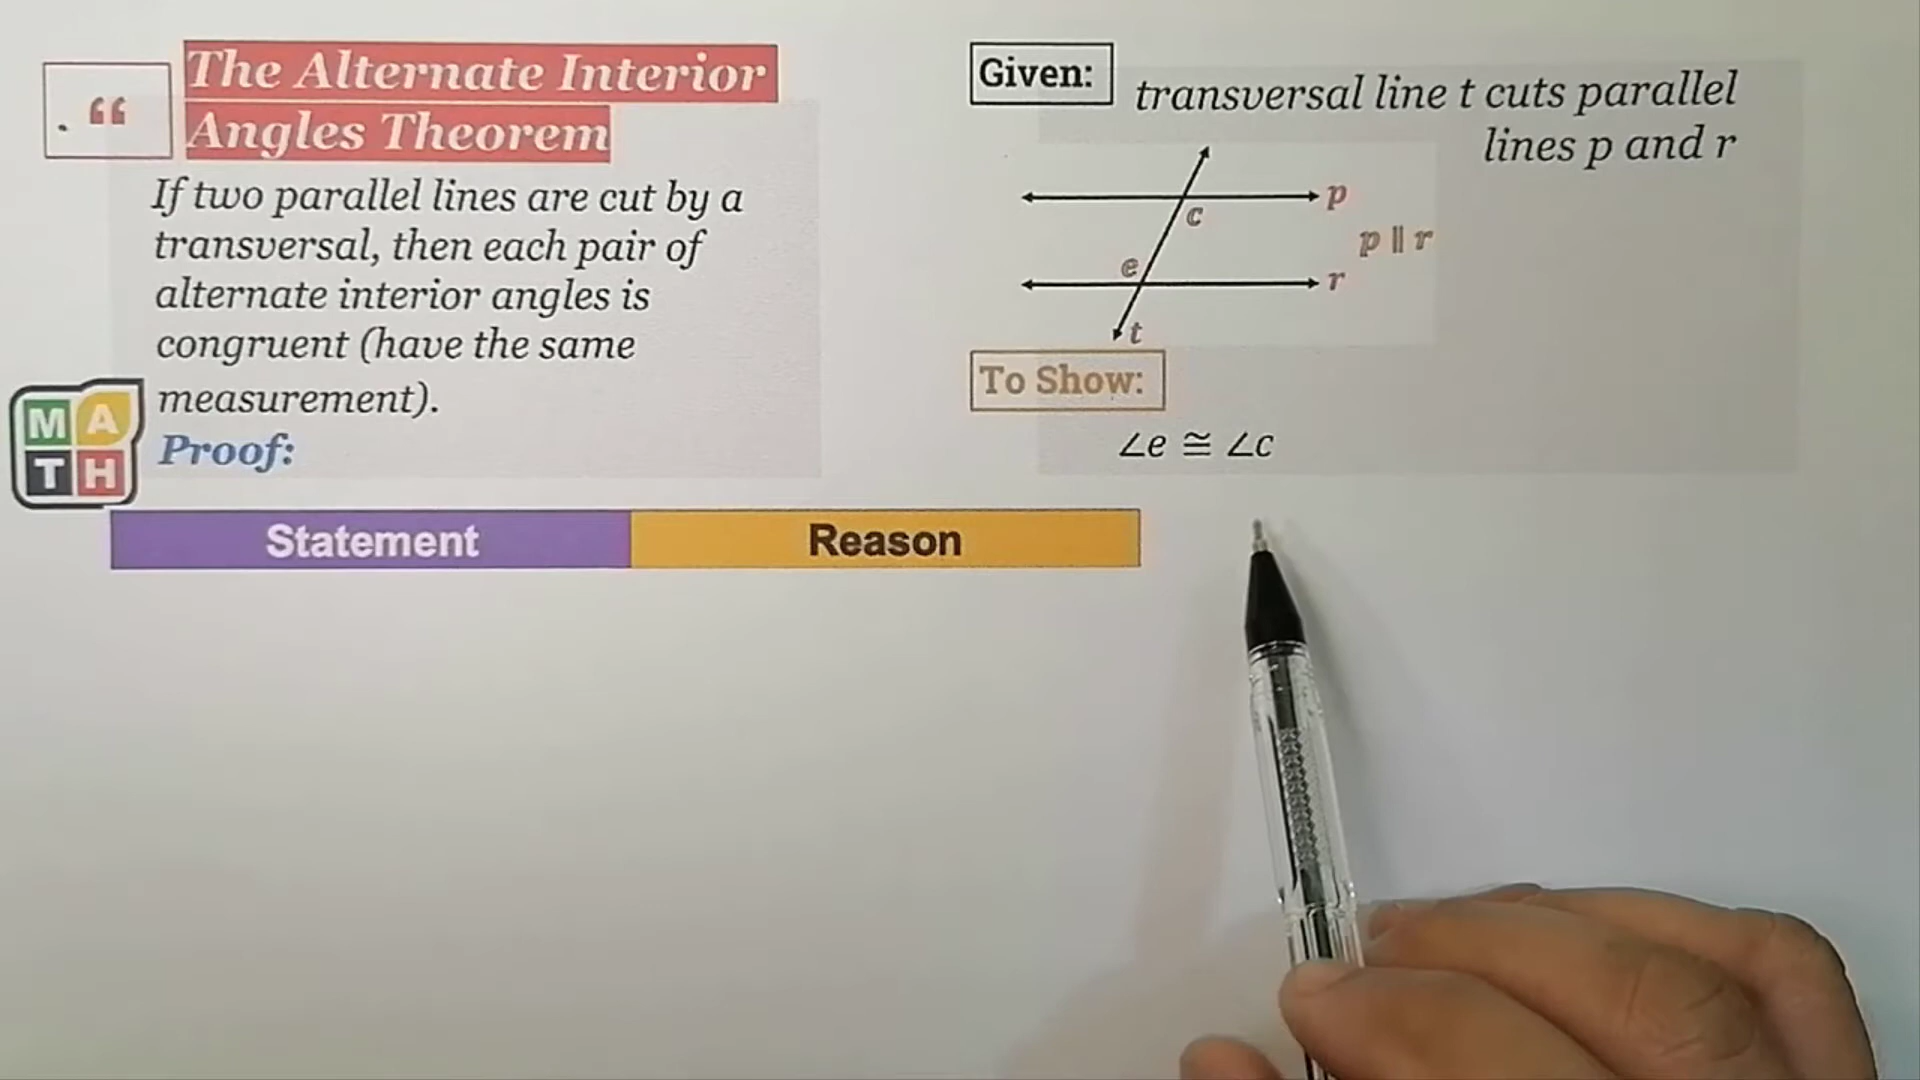 “
The Alternate Interior
Angles Theorem
If two parallel lines are cut by a
transversal, then each pair of
alternate interior angles is
congruent (have the same
measurement).
Proof:
M A
T H
Given:
transversal line t cuts parallel
lines p and r
p
c
p ∥ r
e
r
t
To Show:
∠e ≅ ∠c
Statement
Reason